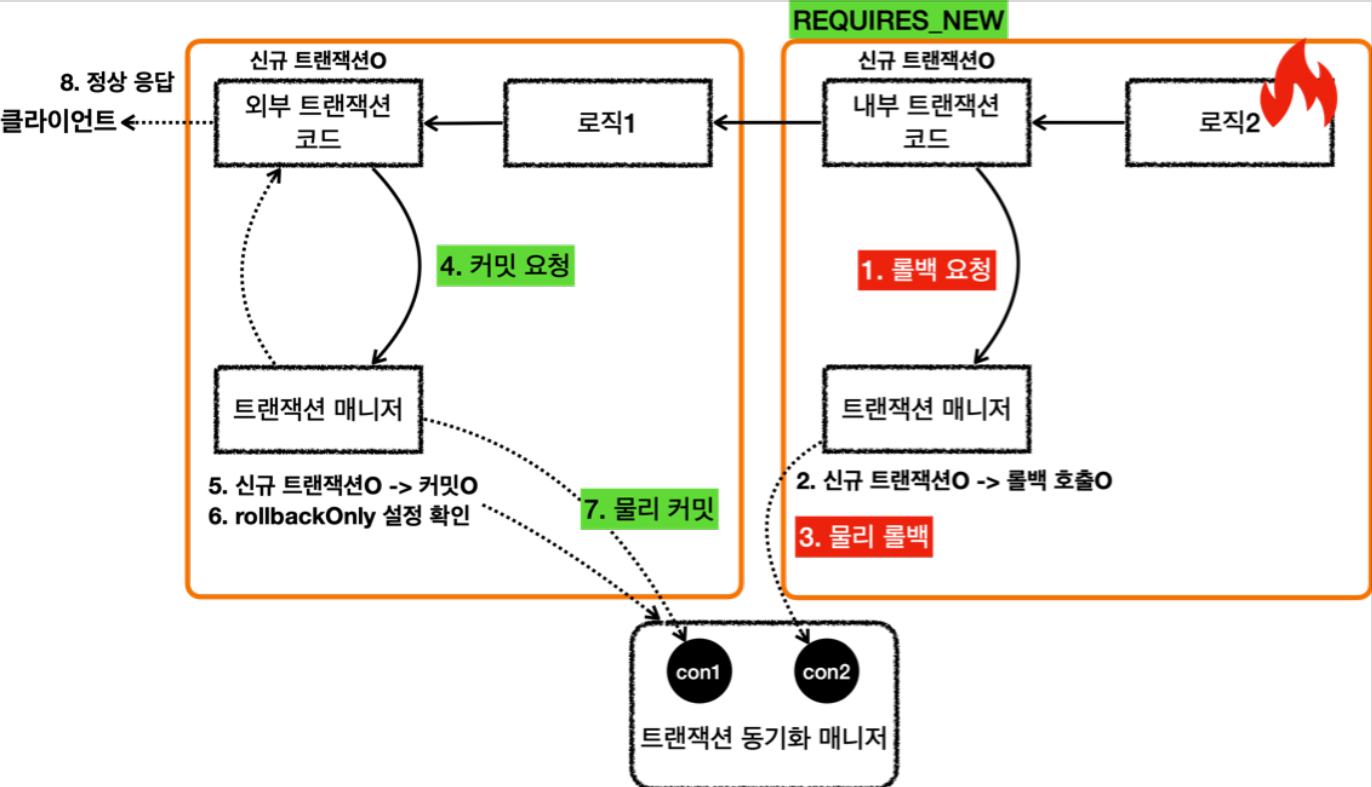 REQUIRES_NEW
신규 트랜잭션O
신규 트랜잭션O
8. 정상 응답
클라이언트
외부 트랜잭션
코드
로직1
내부 트랜잭션
코드
로직2
4. 커밋 요청
1. 롤백 요청
트랜잭션 매니저
트랜잭션 매니저
5. 신규 트랜잭션O -> 커밋O
6. rollbackOnly 설정 확인
7. 물리 커밋
2. 신규 트랜잭션O -> 롤백 호출O
3. 물리 롤백
con1
con2
트랜잭션 동기화 매니저